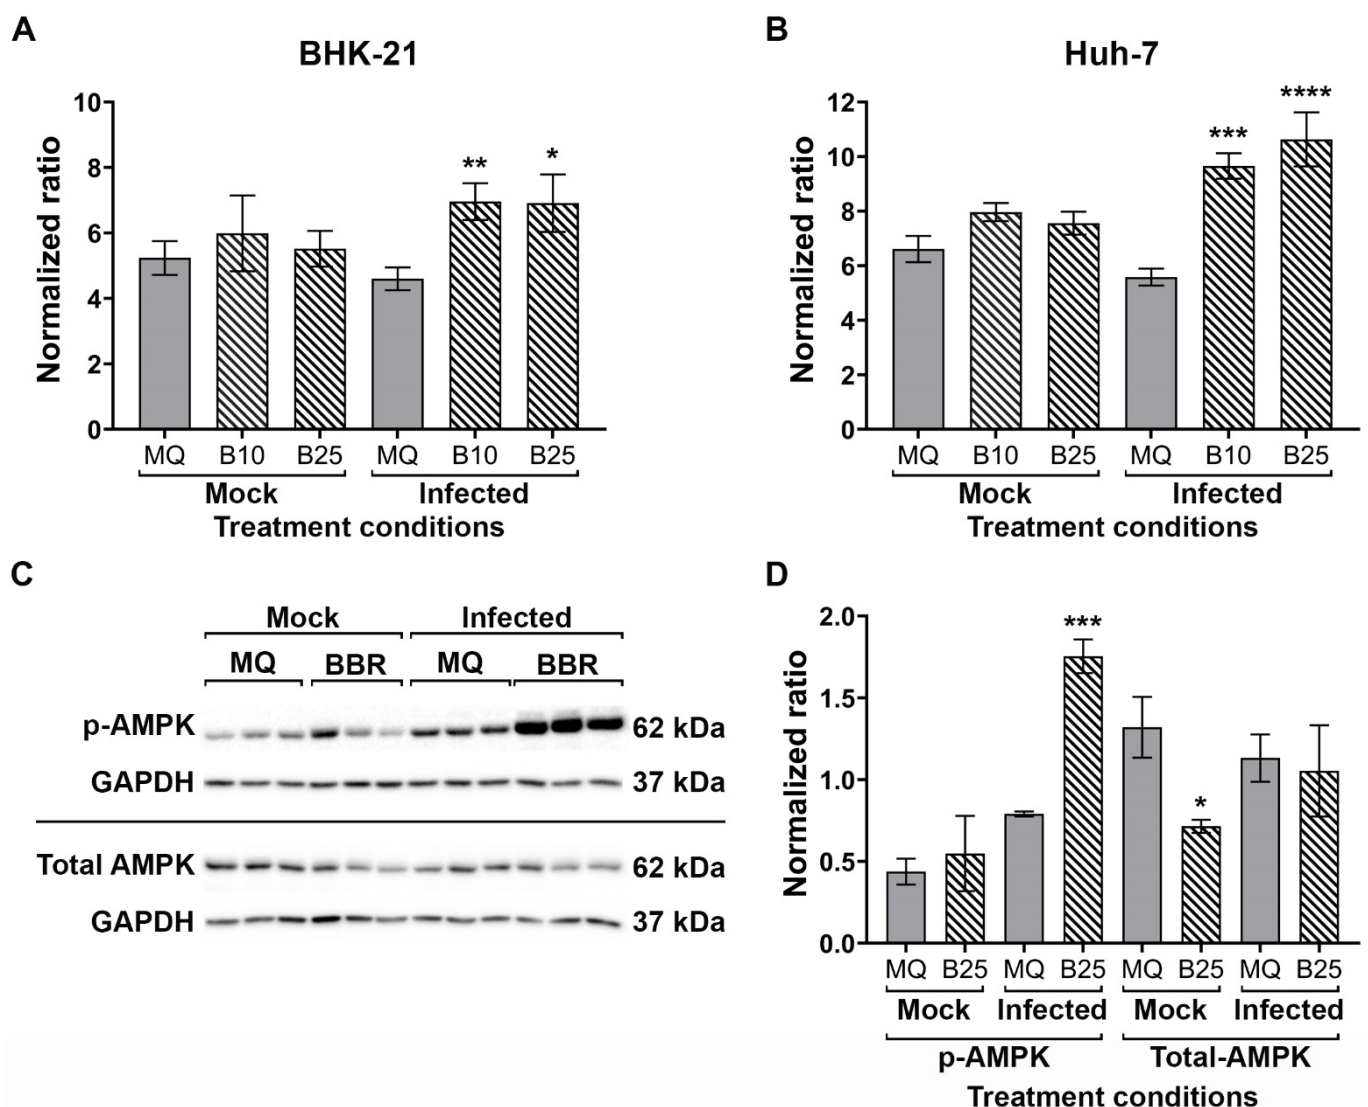 A
BHK-21
Normalized ratio
10
8
6
4
2
0
** *
MQ B10 B25 MQ B10 B25
Mock Infected
Treatment conditions
B
Huh-7
Normalized ratio
12
10
8
6
4
2
0
*** ****
MQ B10 B25 MQ B10 B25
Mock Infected
Treatment conditions
C
Mock Infected
MQ BBR MQ BBR
p-AMPK 62 kDa
GAPDH 37 kDa
Total AMPK 62 kDa
GAPDH 37 kDa
D
Normalized ratio
2.0
1.5
1.0
0.5
0.0
*** *
MQ B25 MQ B25 MQ B25 MQ B25
Mock Infected Mock Infected
p-AMPK Total-AMPK
Treatment conditions